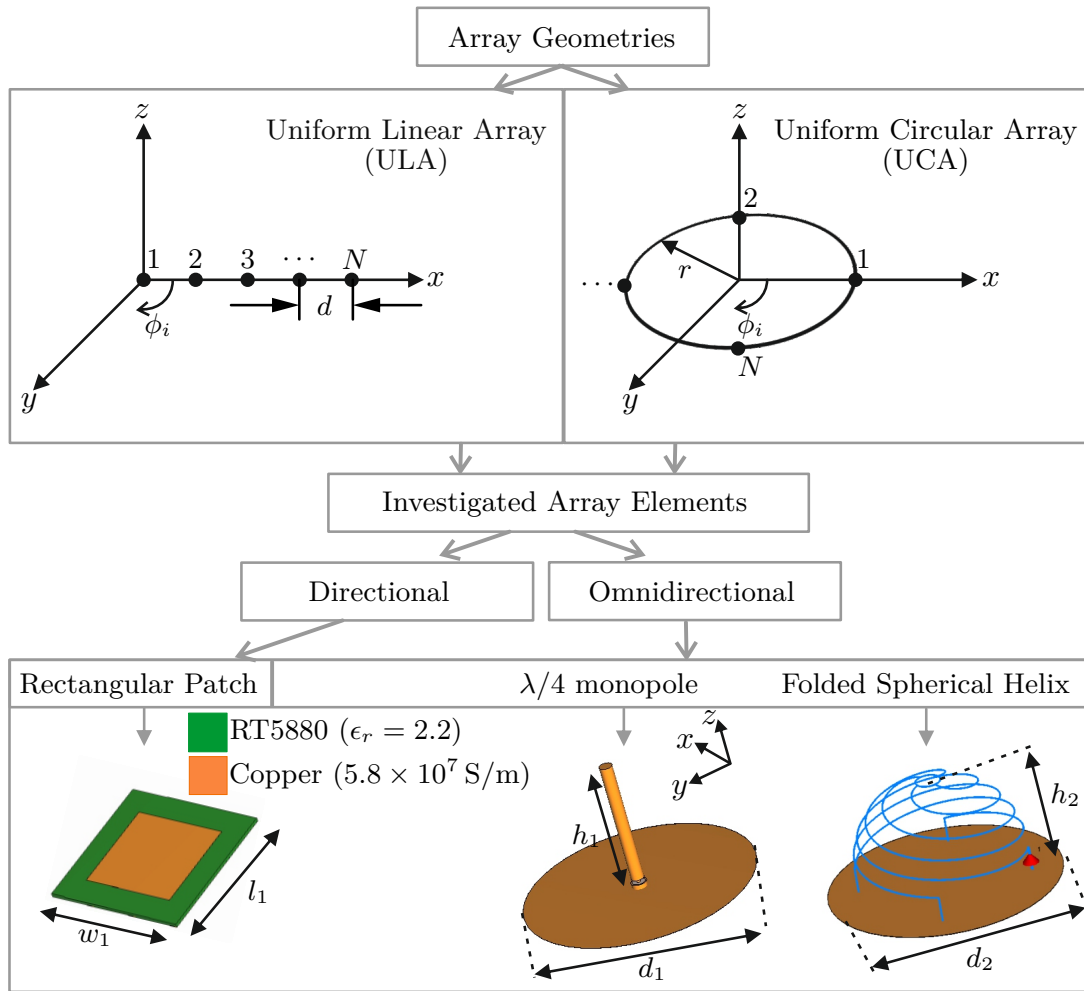 Array Geometries
z
Uniform Linear Array
(ULA)
1 2 3 ⋯ N
x
d
ϕᵢ
y
z
Uniform Circular Array
(UCA)
2
1
r
x
⋯
ϕᵢ
N
y
Investigated Array Elements
Directional
Omnidirectional
Rectangular Patch
λ/4 monopole
Folded Spherical Helix
RT5880 (ϵᵣ = 2.2)
Copper (5.8 × 10⁷ S/m)
z
x
y
h₁
h₂
l₁
w₁
d₁
d₂